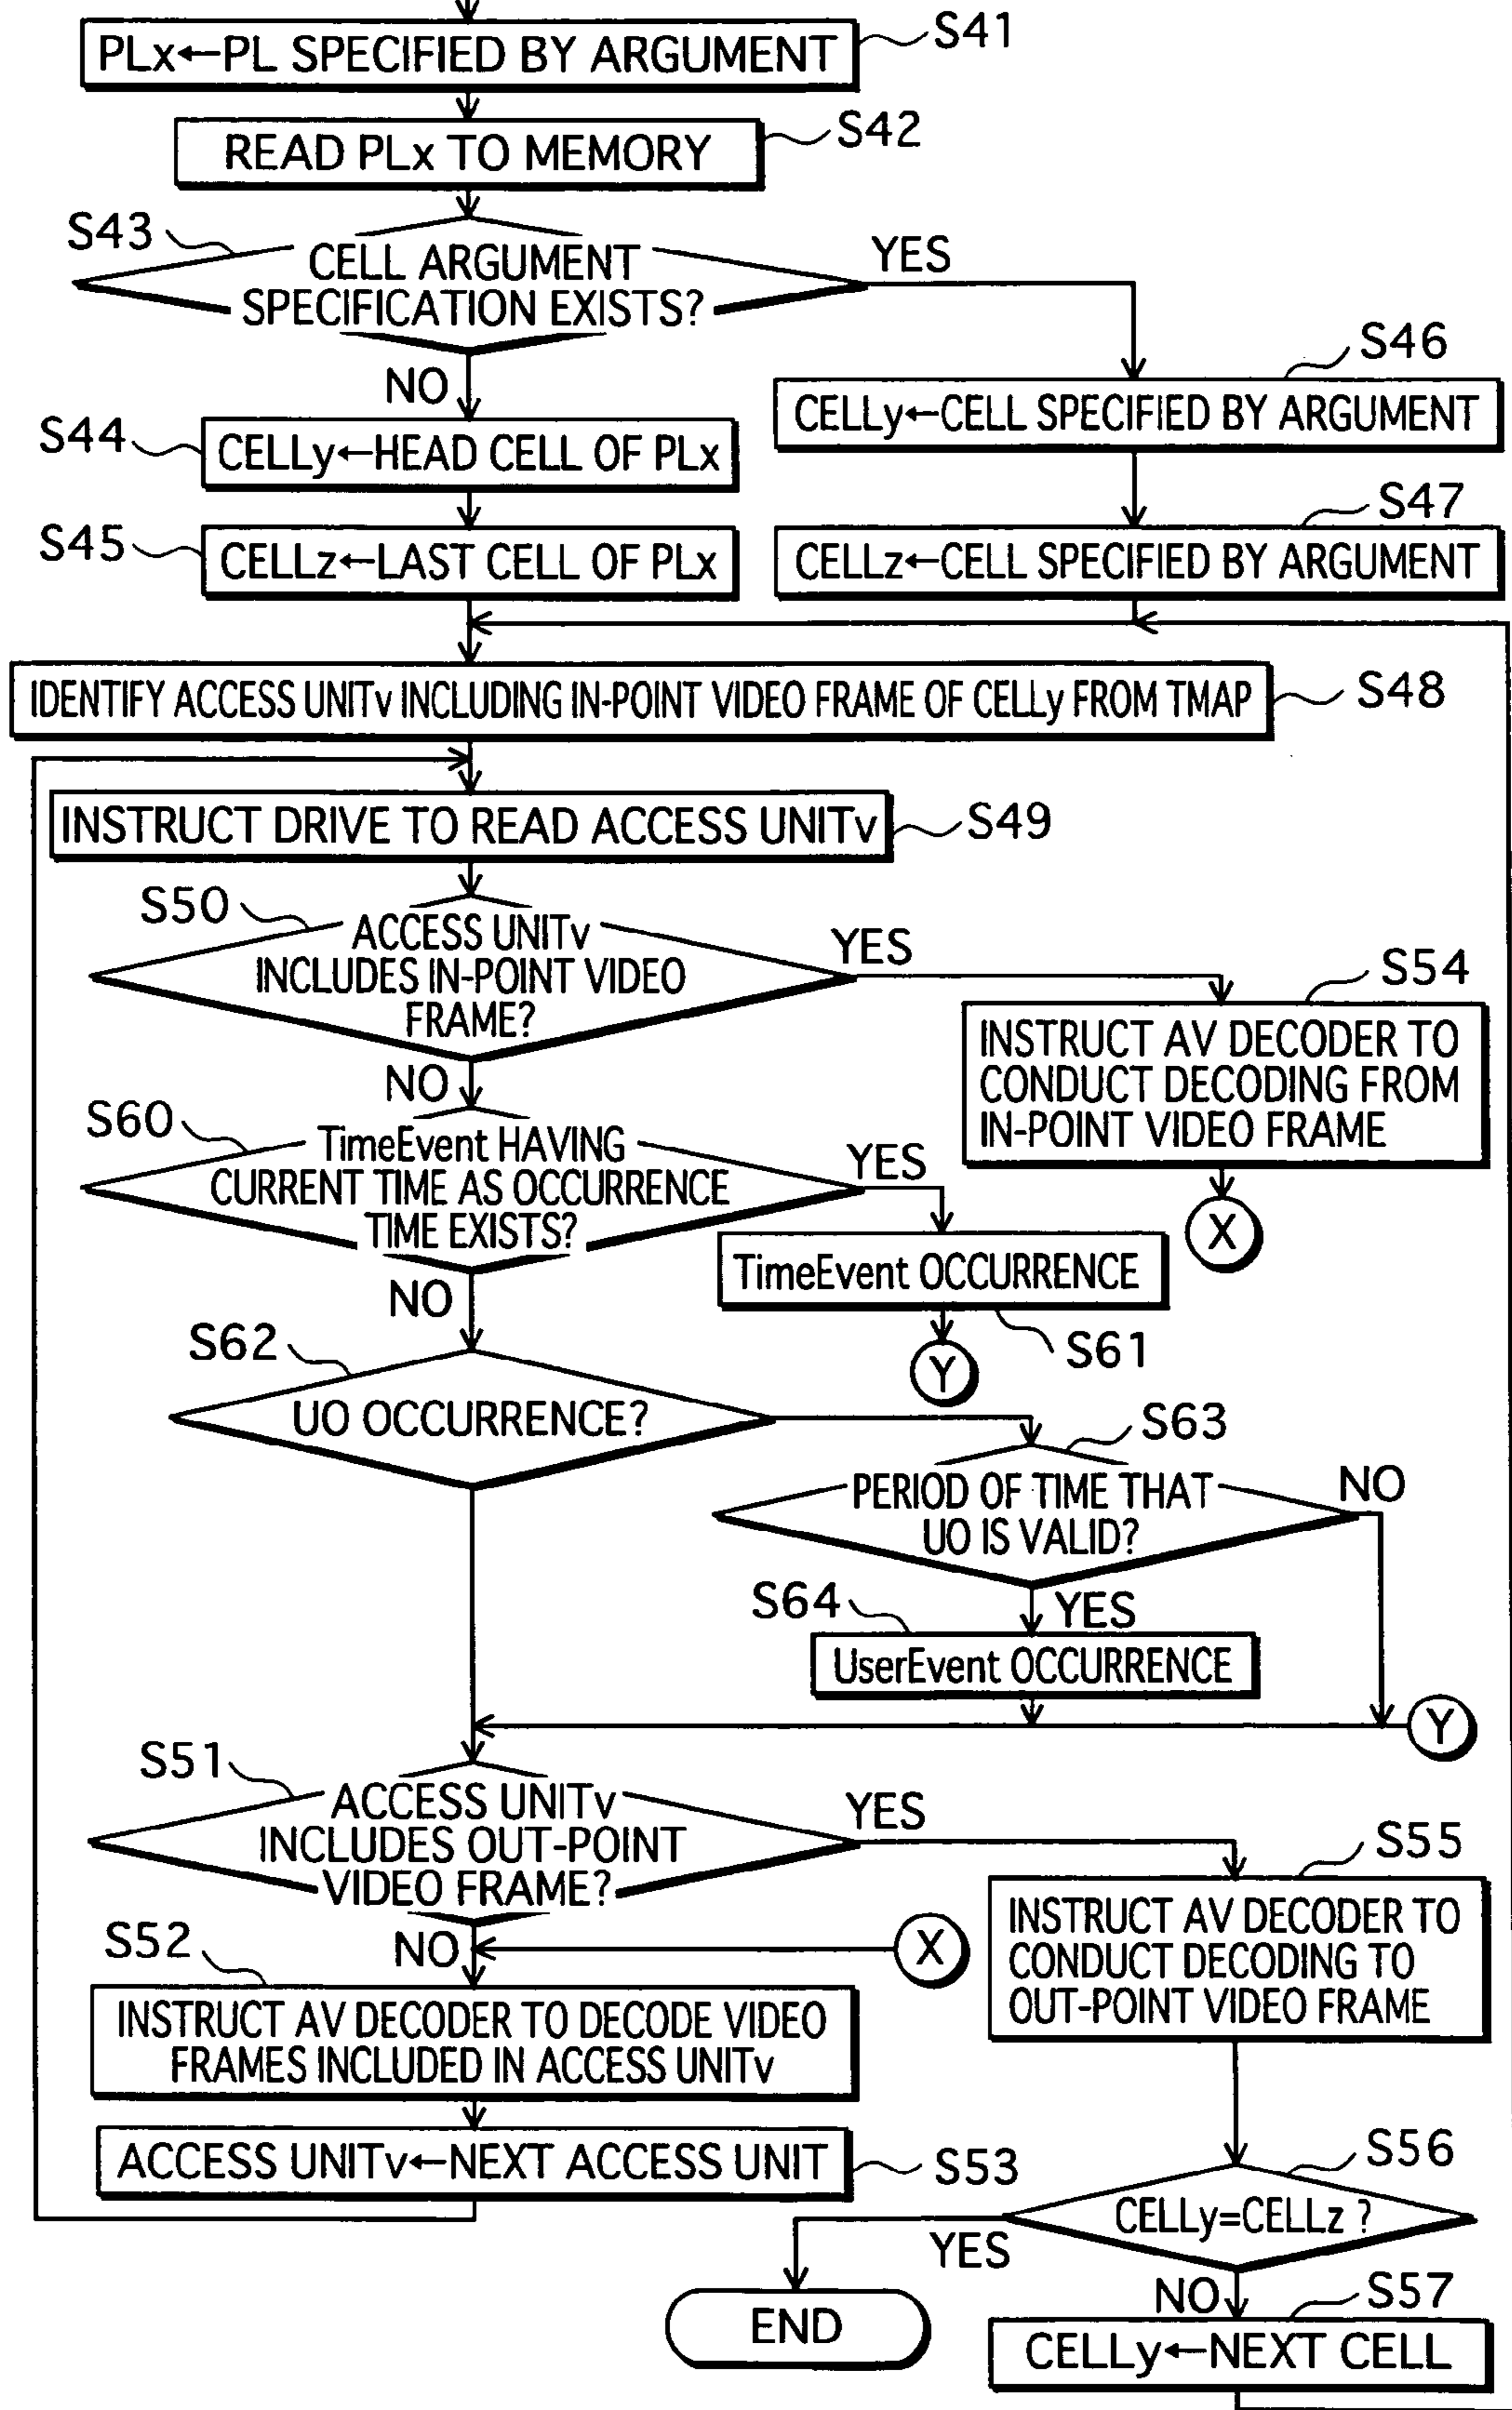 PLx←PL SPECIFIED BY ARGUMENT
S41
READ PLx TO MEMORY
S42
S43
CELL ARGUMENT
SPECIFICATION EXISTS?
YES
NO
S46
CELLy←CELL SPECIFIED BY ARGUMENT
S44
CELLy←HEAD CELL OF PLx
S47
S45
CELLz←LAST CELL OF PLx
CELLz←CELL SPECIFIED BY ARGUMENT
IDENTIFY ACCESS UNITv INCLUDING IN-POINT VIDEO FRAME OF CELLy FROM TMAP
S48
INSTRUCT DRIVE TO READ ACCESS UNITv
S49
S50
ACCESS UNITv
INCLUDES IN-POINT VIDEO
FRAME?
YES
NO
S54
INSTRUCT AV DECODER TO
CONDUCT DECODING FROM
IN-POINT VIDEO FRAME
X
S60
TimeEvent HAVING
CURRENT TIME AS OCCURRENCE
TIME EXISTS?
YES
NO
TimeEvent OCCURRENCE
S61
Y
S62
UO OCCURRENCE?
S63
PERIOD OF TIME THAT
UO IS VALID?
NO
YES
S64
UserEvent OCCURRENCE
Y
S51
ACCESS UNITv
INCLUDES OUT-POINT
VIDEO FRAME?
YES
NO
X
S55
INSTRUCT AV DECODER TO
CONDUCT DECODING TO
OUT-POINT VIDEO FRAME
S52
INSTRUCT AV DECODER TO DECODE VIDEO
FRAMES INCLUDED IN ACCESS UNITv
ACCESS UNITv←NEXT ACCESS UNIT
S53
S56
CELLy=CELLz ?
YES
NO
END
S57
CELLy←NEXT CELL